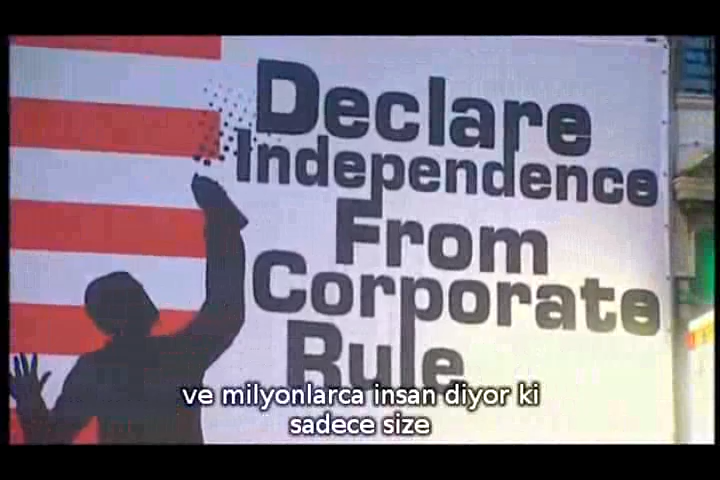 Declare
Independence
From
Corporate
Rule
ve milyonlarca insan diyor ki
sadece size